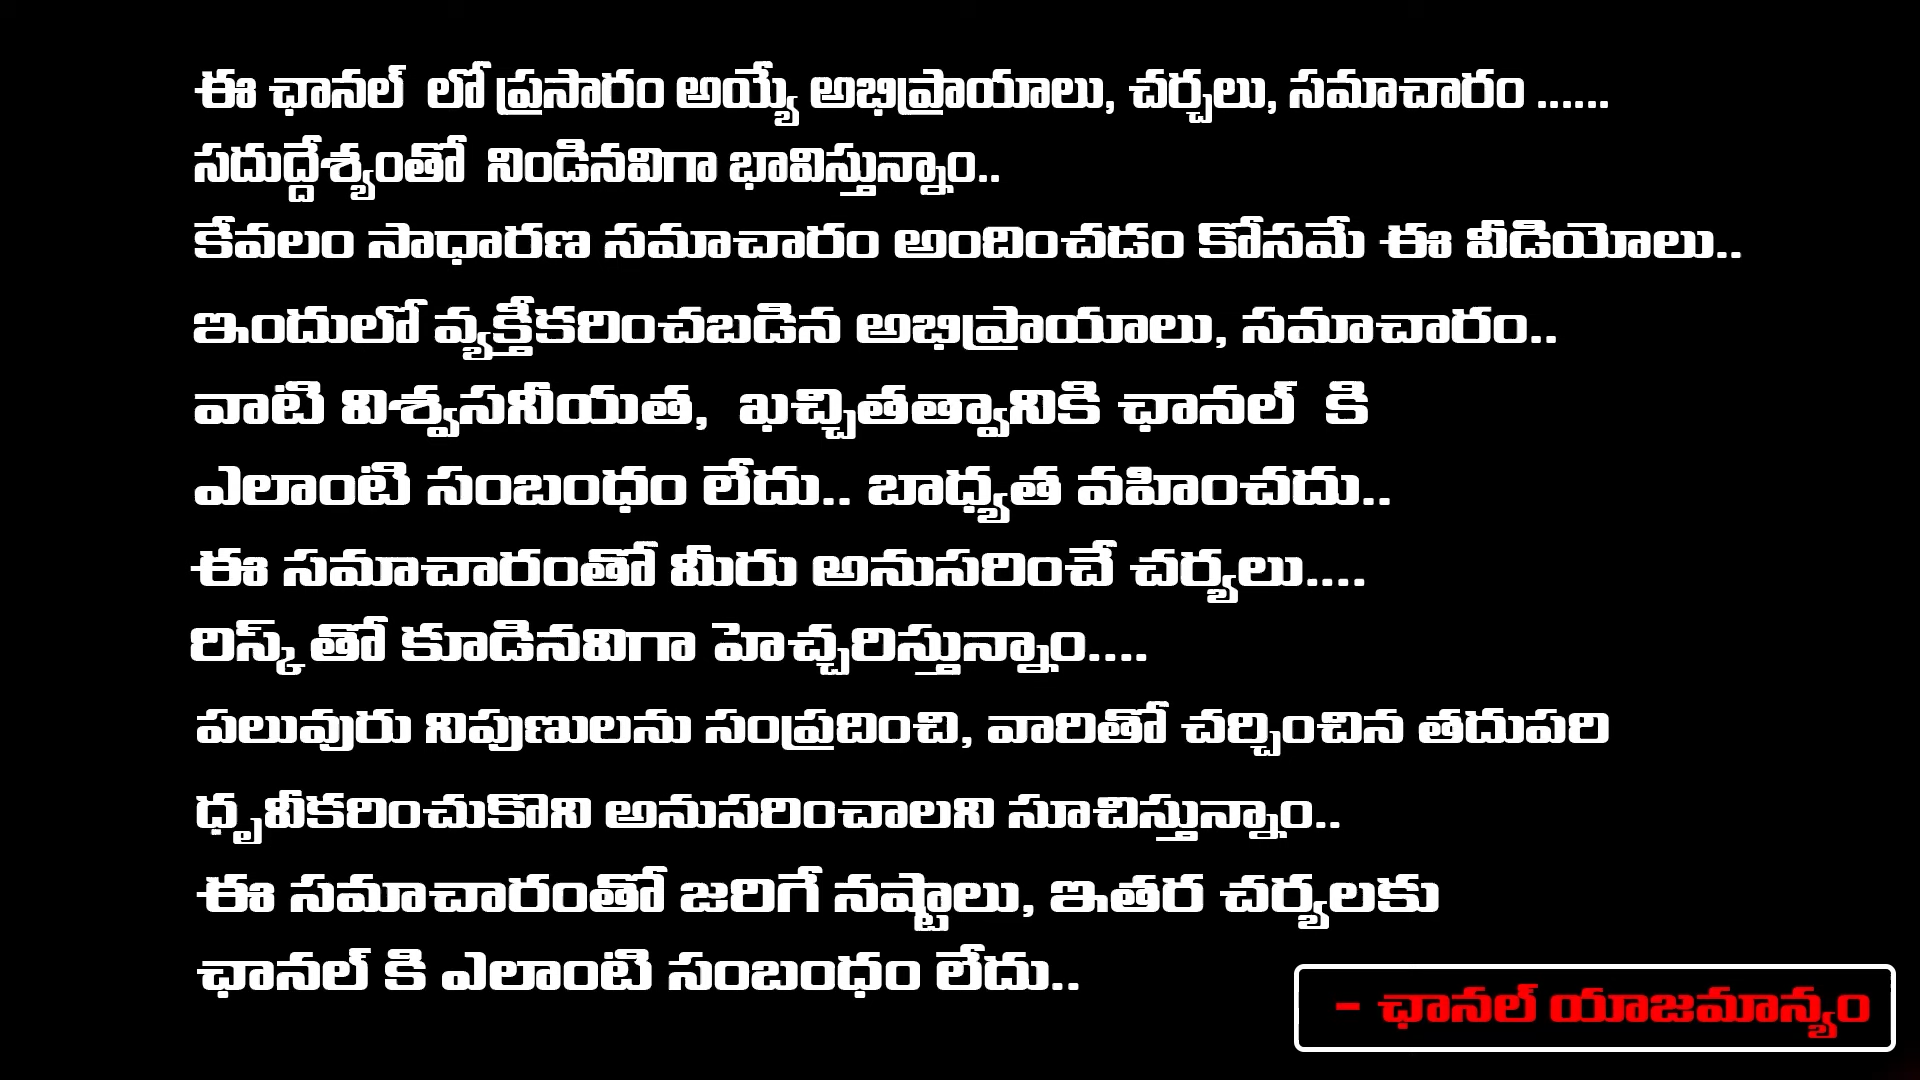 ఈ ఛానల్ లో ప్రసారం అయ్యే అభిప్రాయాలు, చర్చలు, సమాచారం ......
సదుద్దేశ్యంతో నిండినవిగా భావిస్తున్నాం..
కేవలం సాధారణ సమాచారం అందించడం కోసమే ఈ వీడియోలు..
ఇందులో వ్యక్తీకరించబడిన అభిప్రాయాలు, సమాచారం..
వాటి విశ్వసనీయత, ఖచ్చితత్వానికి ఛానల్ కి
ఎలాంటి సంబంధం లేదు.. బాధ్యత వహించదు..
ఈ సమాచారంతో మీరు అనుసరించే చర్యలు....
రిస్క్ తో కూడినవిగా హెచ్చరిస్తున్నాం....
పలువురు నిపుణులను సంప్రదించి, వారితో చర్చించిన తదుపరి
ధృవీకరించుకొని అనుసరించాలని సూచిస్తున్నాం..
ఈ సమాచారంతో జరిగే నష్టాలు, ఇతర చర్యలకు
ఛానల్ కి ఎలాంటి సంబంధం లేదు..
- ఛానల్ యాజమాన్యం